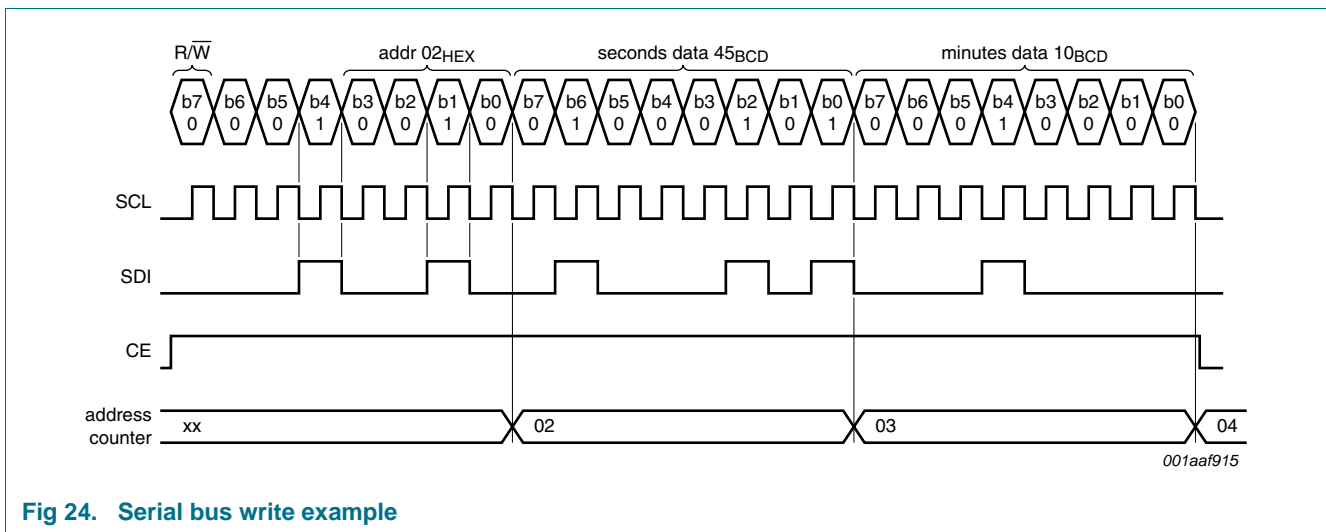 R/W addr 02HEX seconds data 45BCD minutes data 10BCD
b7 b6 b5 b4 b3 b2 b1 b0 b7 b6 b5 b4 b3 b2 b1 b0 b7 b6 b5 b4 b3 b2 b1 b0
0 0 0 1 0 0 1 0 0 1 0 0 0 1 0 1 0 0 0 1 0 0 0 0
SCL
SDI
CE
address
counter
xx 02 03 04
001aaf915
Fig 24. Serial bus write example